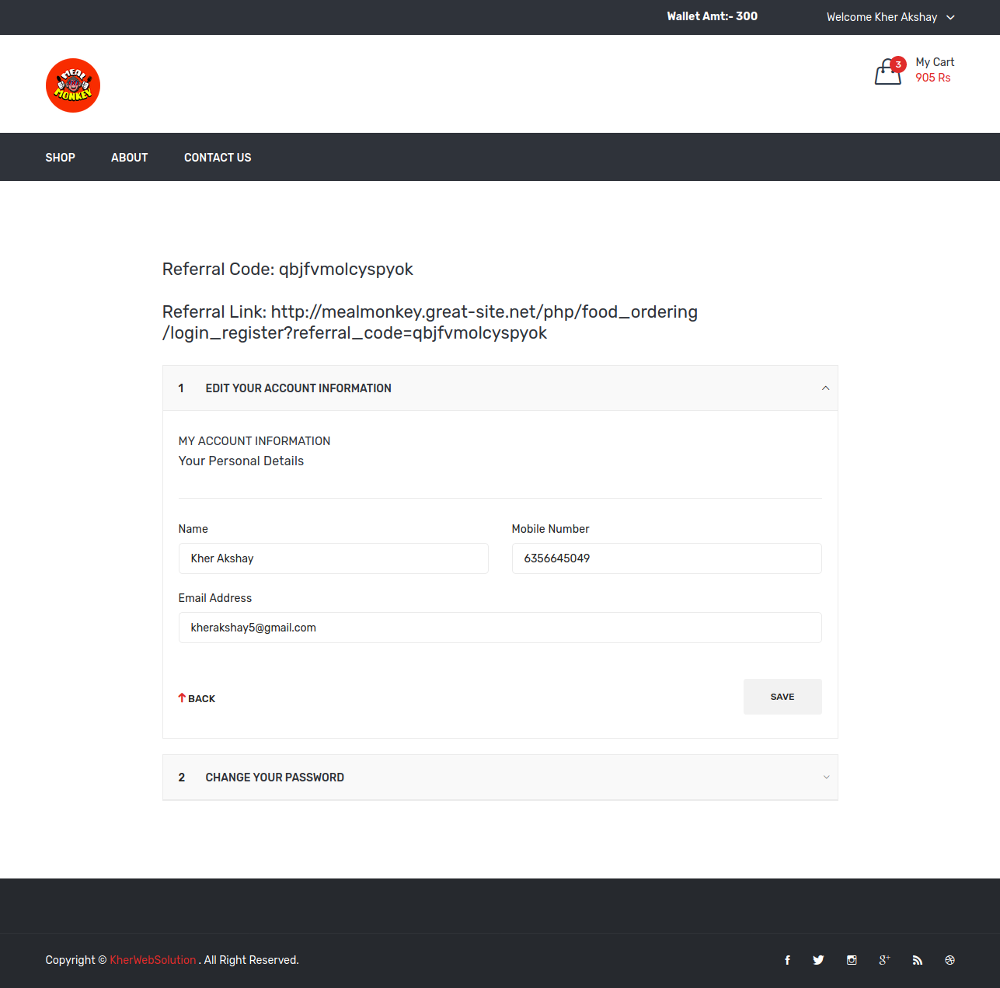 Wallet Amt:- 300
Welcome Kher Akshay
MEAL
MONKEY
3
My Cart
905 Rs
SHOP
ABOUT
CONTACT US
Referral Code: qbjfvmolcyspyok
Referral Link: http://mealmonkey.great-site.net/php/food_ordering
/login_register?referral_code=qbjfvmolcyspyok
1 EDIT YOUR ACCOUNT INFORMATION
MY ACCOUNT INFORMATION
Your Personal Details
Name
Mobile Number
Kher Akshay
6356645049
Email Address
kherakshay5@gmail.com
BACK
SAVE
2 CHANGE YOUR PASSWORD
Copyright © KherWebSolution . All Right Reserved.